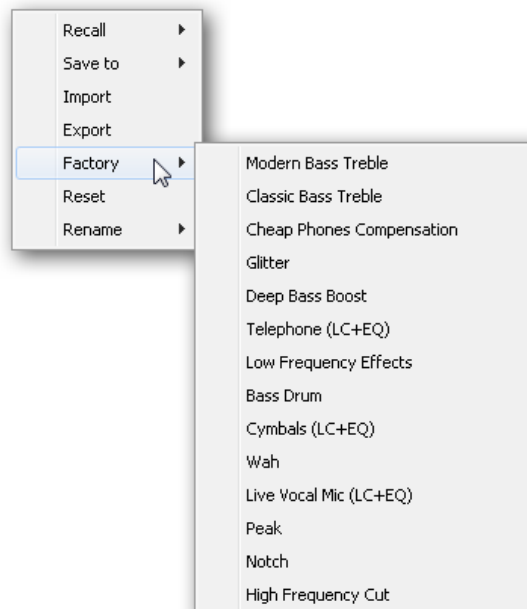 Recall
Save to
Import
Export
Factory
Reset
Rename
Modern Bass Treble
Classic Bass Treble
Cheap Phones Compensation
Glitter
Deep Bass Boost
Telephone (LC+EQ)
Low Frequency Effects
Bass Drum
Cymbals (LC+EQ)
Wah
Live Vocal Mic (LC+EQ)
Peak
Notch
High Frequency Cut